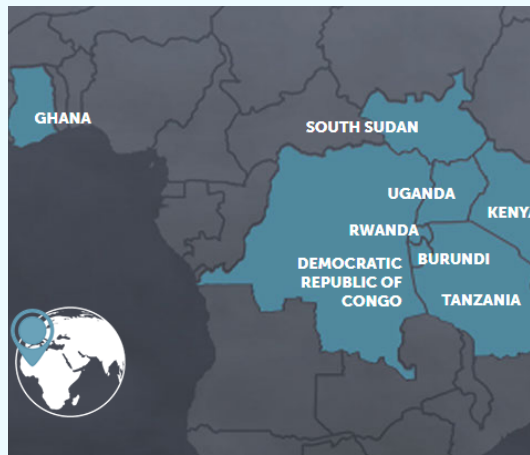 GHANA
SOUTH SUDAN
UGANDA
KENYA
RWANDA
BURUNDI
DEMOCRATIC
REPUBLIC OF
CONGO
TANZANIA